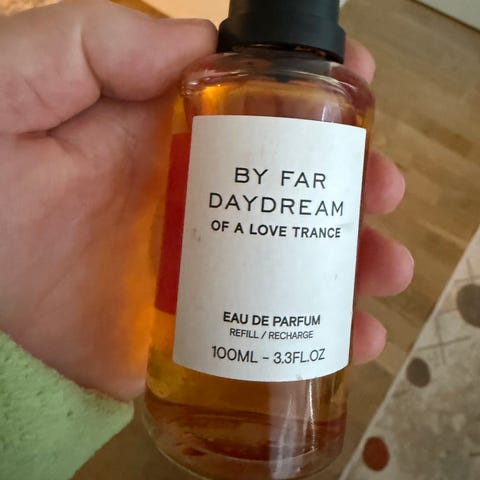 BY FAR
DAYDREAM
OF A LOVE TRANCE
EAU DE PARFUM
REFILL / RECHARGE
100ML - 3.3FL.OZ